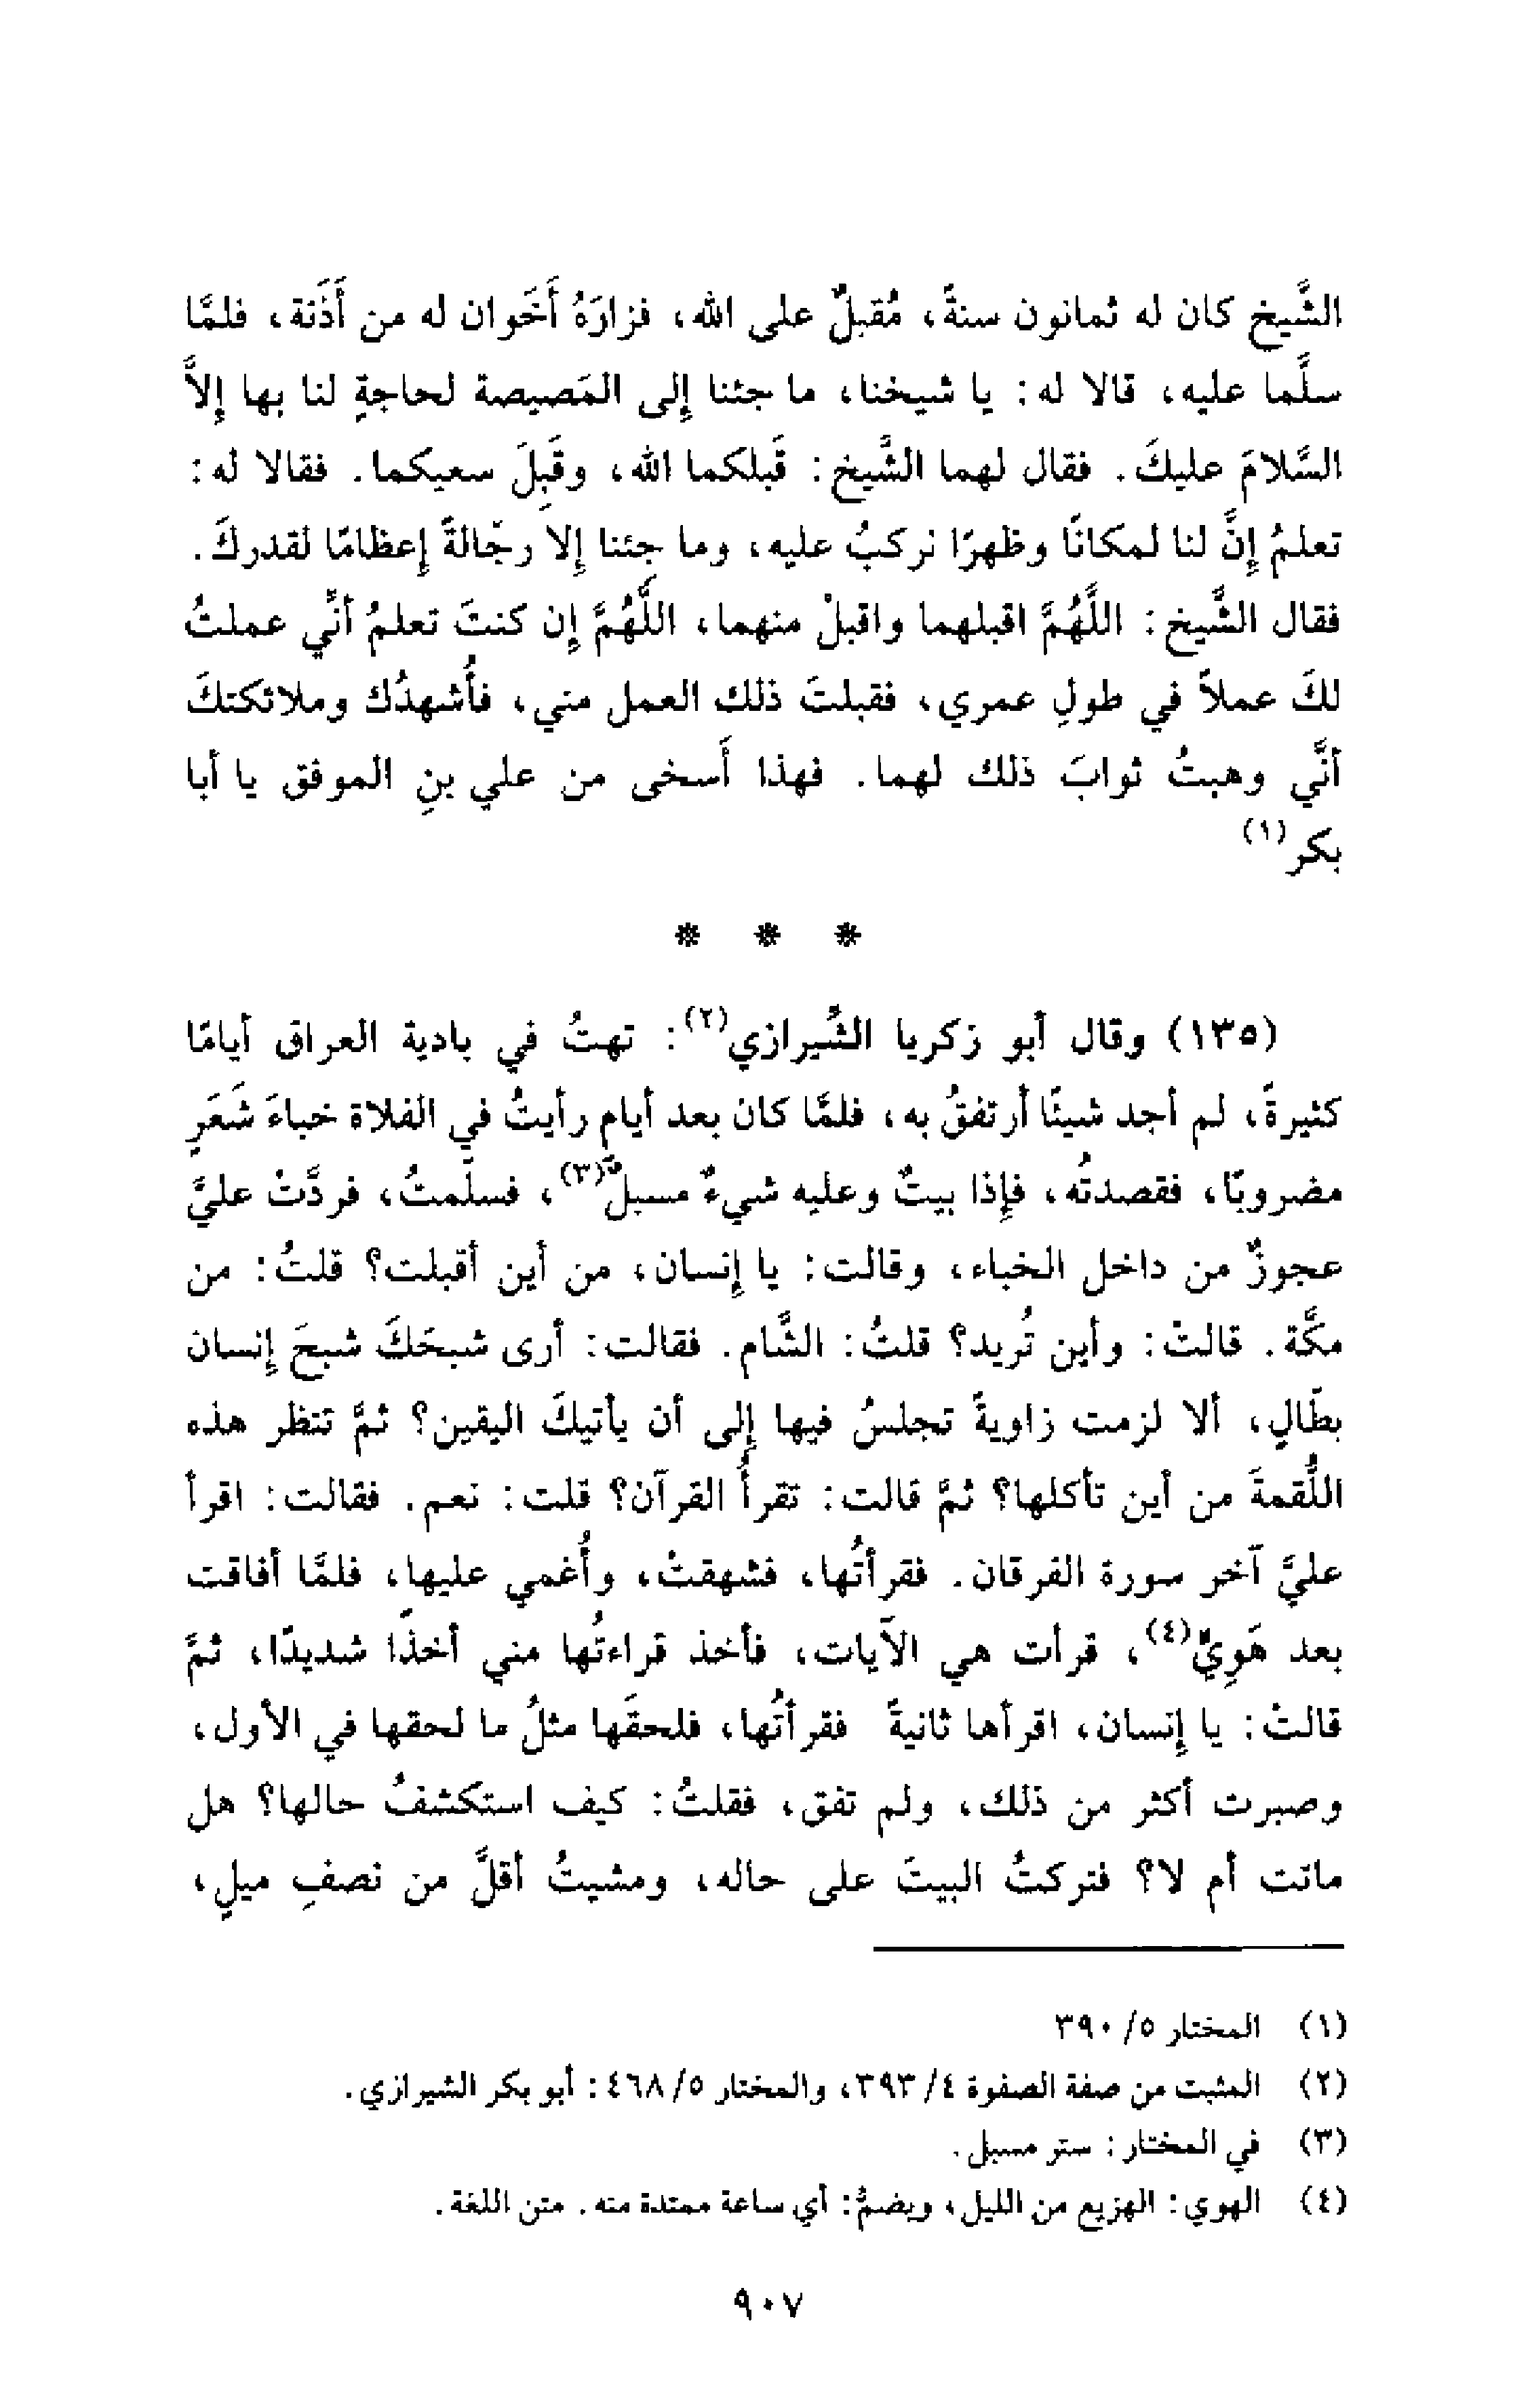 الشَّيخ كان له ثمانون سنةً، مُقبلٌ على الله، فزارَهُ أَخَوان له من أَذَنة، فلمَّا
سلَّما عليه، قالا له: يا شيخنا، ما جئنا إلى المَصيصة لحاجةٍ لنا بها إلاَّ
السَّلامَ عليكَ. فقال لهما الشَّيخ: قَبلكما الله، وقَبِلَ سعيكما. فقالا له:
تعلمُ إنَّ لنا لمكانًا وظهرًا نركبُ عليه، وما جئنا إلا رجّالةً إعظامًا لقدركَ.
فقال الشَّيخ: اللَّهُمَّ اقبلهما واقبلْ منهما، اللَّهُمَّ إن كنتَ تعلمُ أنِّي عملتُ
لكَ عملاً في طولِ عمري، فقبلتَ ذلك العمل مني، فأُشهدُك وملائكتكَ
أنَّي وهبتُ ثوابَ ذلك لهما. فهذا أَسخى من علي بنِ الموفق يا أبا
بكر(١)
* * *
(١٣٥) وقال أبو زكريا الشِّيرازي(٢): تهتُ في بادية العراق أيامًا
كثيرةً، لم أجد شيئًا أرتفقُ به، فلمَّا كان بعد أيام رأيتُ في الفلاة خباءَ شَعَرٍ
مضروبًا، فقصدتُه، فإذا بيتٌ وعليه شيءٌ مسبلٌ(٣)، فسلَّمتُ، فردَّتْ عليَّ
عجوزٌ من داخل الخباء، وقالت: يا إنسان، من أين أقبلت؟ قلتُ: من
مكَّة. قالتْ: وأين تُريد؟ قلتُ: الشَّام. فقالت: أرى شبحَكَ شبحَ إنسان
بطَّالٍ، ألا لزمت زاويةً تجلسُ فيها إلى أن يأتيكَ اليقين؟ ثمَّ تنظر هذه
اللُّقمةَ من أين تأكلها؟ ثمَّ قالت: تقرأُ القرآن؟ قلت: نعم. فقالت: اقرأ
عليَّ آخر سورة الفرقان. فقرأتُها، فشهقتْ، وأُغمي عليها، فلمَّا أفاقت
بعد هَوِيٍّ(٤)، قرأت هي الآيات، فأخذ قراءتُها مني أخذًا شديدًا، ثمَّ
قالتْ: يا إنسان، اقرأها ثانيةً فقرأتُها، فلحقَها مثلُ ما لحقها في الأول،
وصبرت أكثر من ذلك، ولم تفق، فقلتُ: كيف استكشفُ حالها؟ هل
ماتت أم لا؟ فتركتُ البيتَ على حاله، ومشيتُ أقلَّ من نصفِ ميلٍ،
(١) المختار ٥/ ٣٩٠
(٢) المثبت من صفة الصفوة ٤/ ٣٩٣، والمختار ٥/ ٤٦٨: أبو بكر الشيرازي.
(٣) في المختار: ستر مسبل.
(٤) الهوي: الهزيع من الليل، ويضمُّ: أي ساعة ممتدة منه. متن اللغة.
٩٠٧